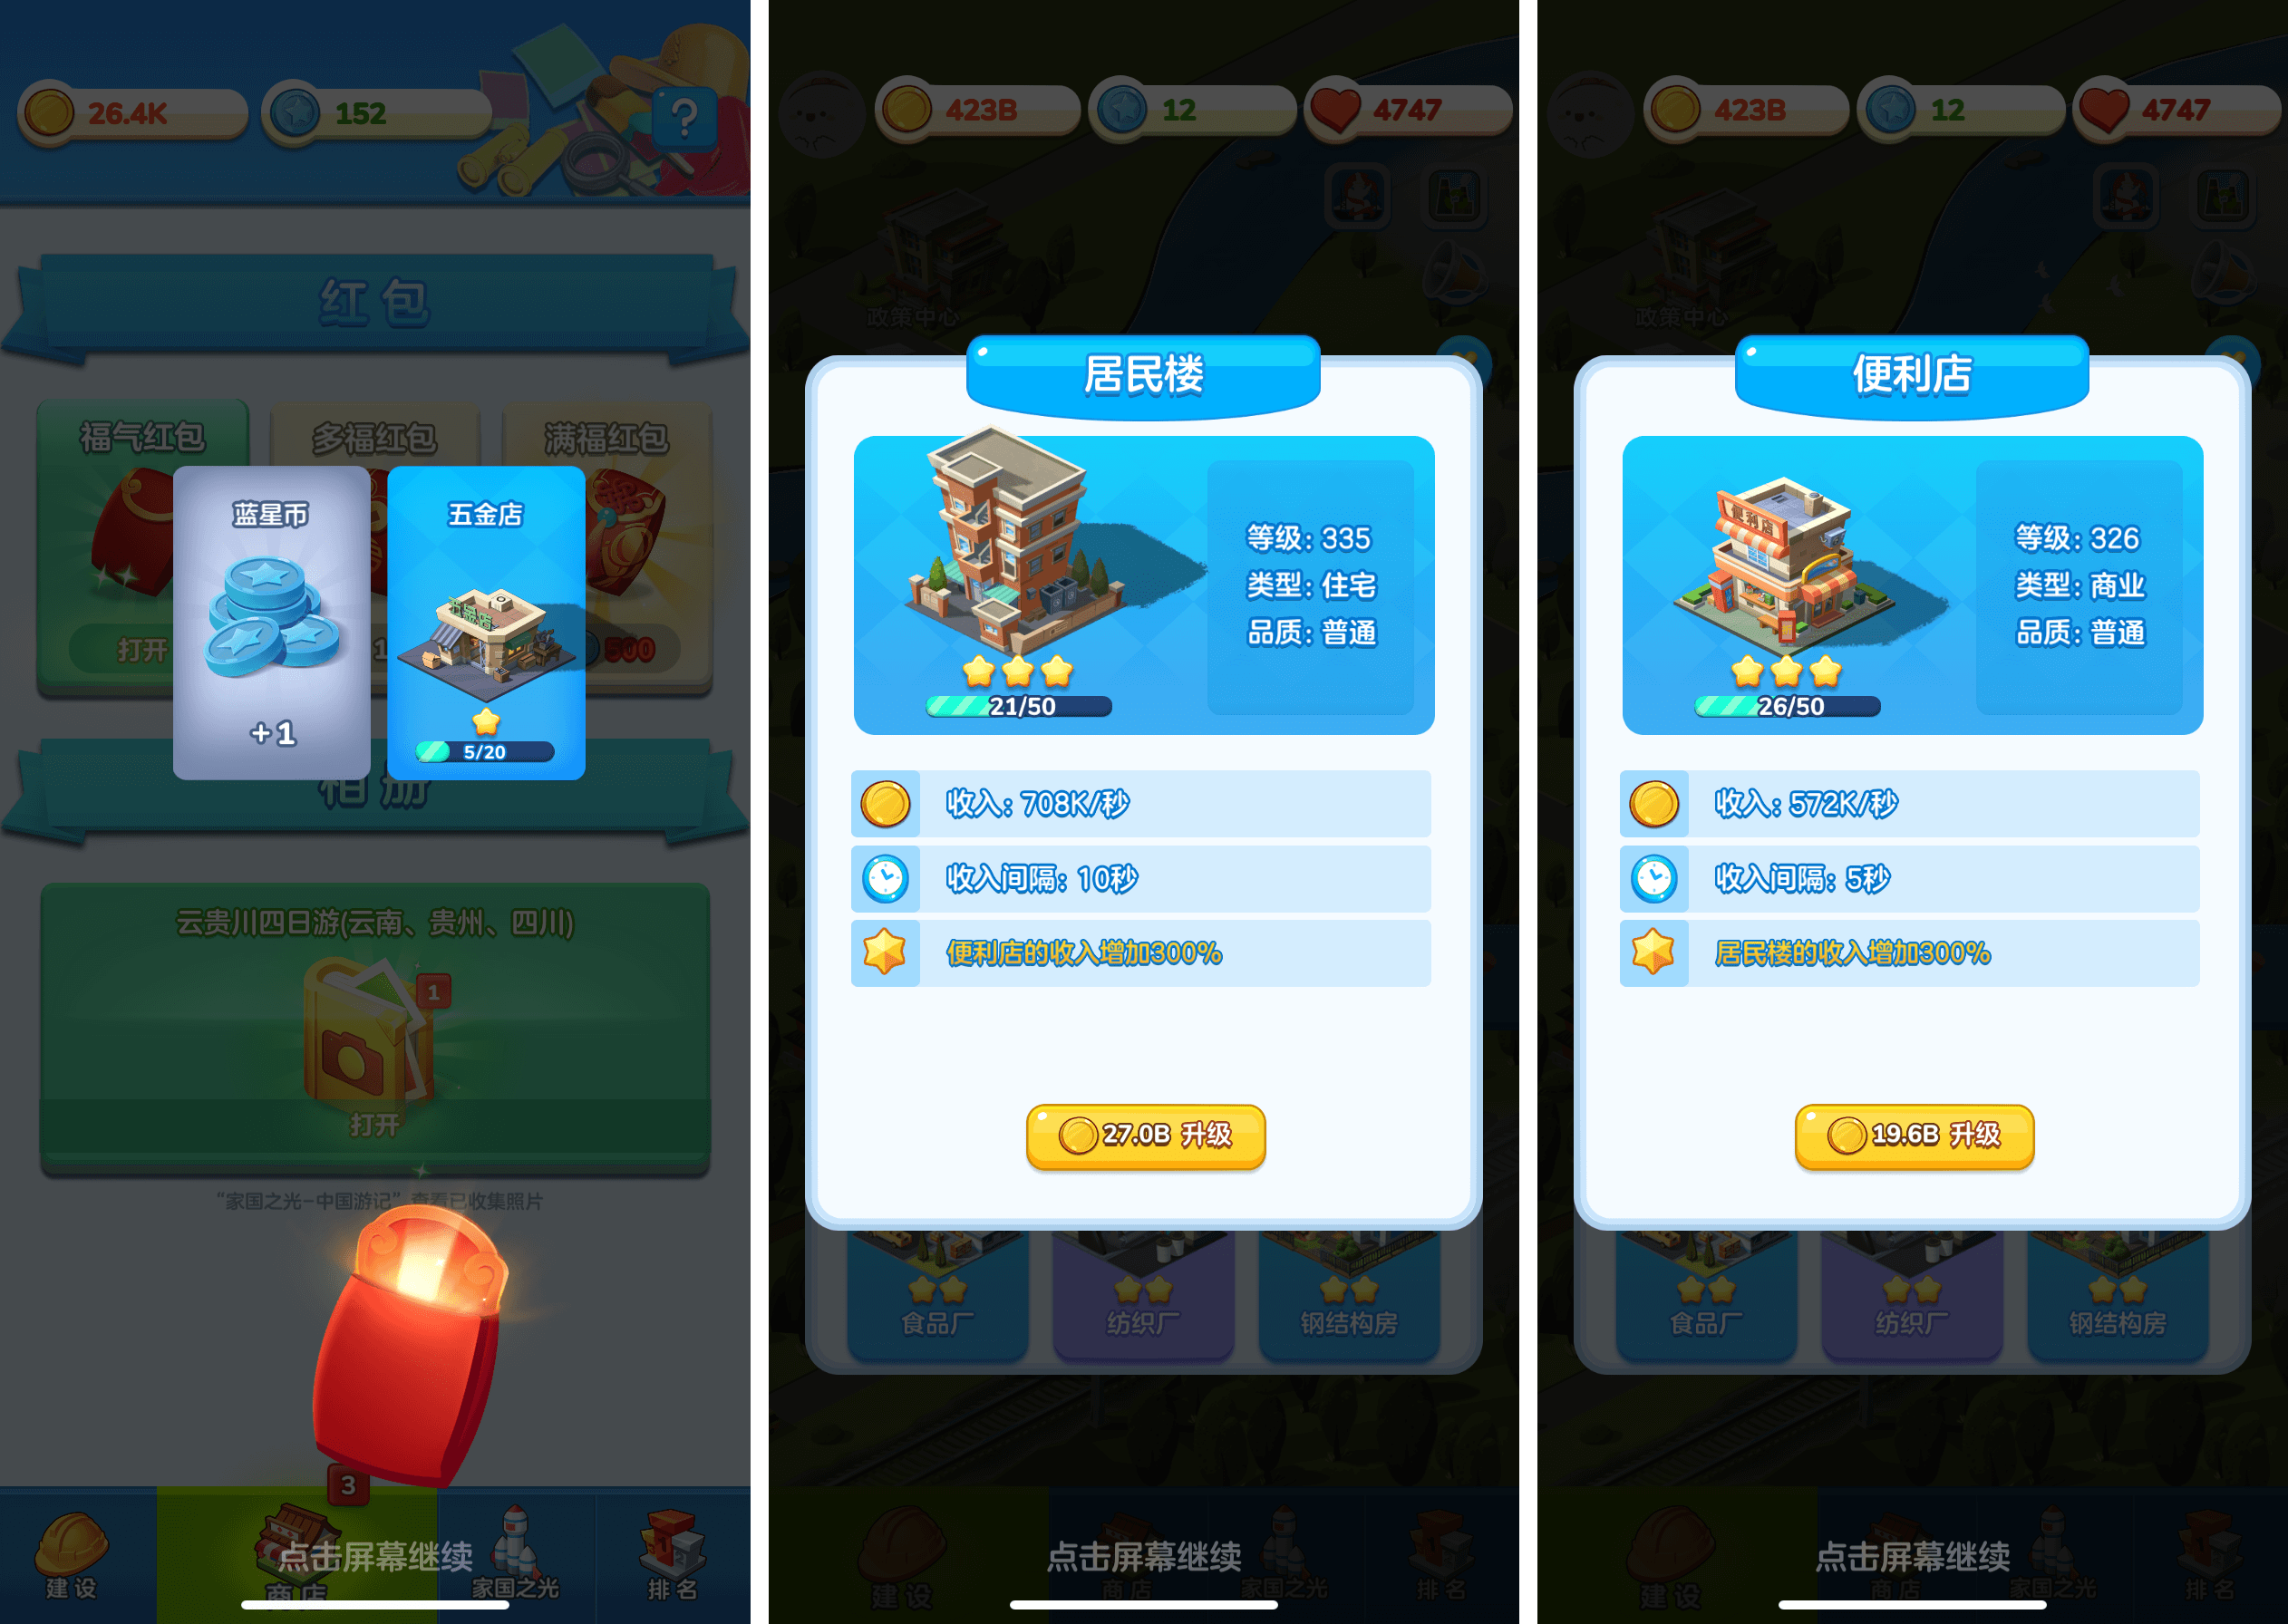 26.4K
152
?
红包
福气红包
多福红包
满福红包
打开
1
500
蓝星币
+1
五金店
5/20
相册
云贵川四日游(云南、贵州、四川)
1
打开
“家国之光-中国游记” 查看已收集照片
3
建设
商店
家国之光
排名
点击屏幕继续
423B
12
4747
政策中心
居民楼
等级: 335
类型: 住宅
品质: 普通
21/50
收入: 708K/秒
收入间隔: 10秒
便利店的收入增加300%
27.0B 升级
食品厂
纺织厂
钢结构房
点击屏幕继续
建设
商店
家国之光
排名
423B
12
4747
政策中心
便利店
便利店
等级: 326
类型: 商业
品质: 普通
26/50
收入: 572K/秒
收入间隔: 5秒
居民楼的收入增加300%
19.6B 升级
食品厂
纺织厂
钢结构房
点击屏幕继续
建设
商店
家国之光
排名